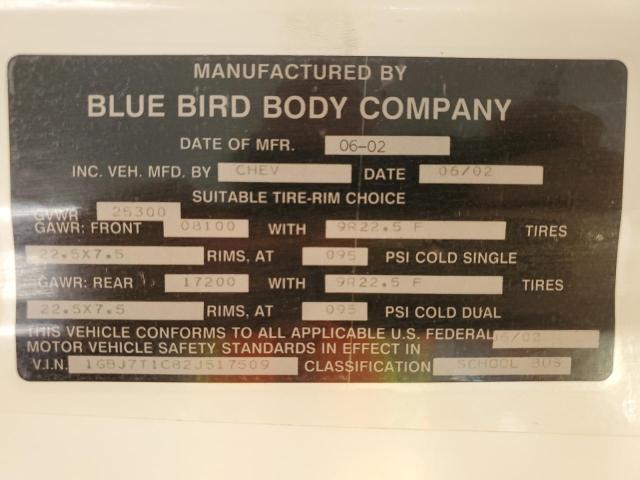 MANUFACTURED BY
BLUE BIRD BODY COMPANY
DATE OF MFR. 06-02
INC. VEH. MFD. BY CHEV DATE 06/02
SUITABLE TIRE-RIM CHOICE
GVWR 25300
GAWR: FRONT 08100 WITH 9R22.5 F TIRES
22.5X7.5 RIMS, AT 095 PSI COLD SINGLE
GAWR: REAR 17200 WITH 9R22.5 F TIRES
22.5X7.5 RIMS, AT 095 PSI COLD DUAL
THIS VEHICLE CONFORMS TO ALL APPLICABLE U.S. FEDERAL 06/02
MOTOR VEHICLE SAFETY STANDARDS IN EFFECT IN
V.I.N. 1GBJ7T1C82J517509 CLASSIFICATION SCHOOL BUS